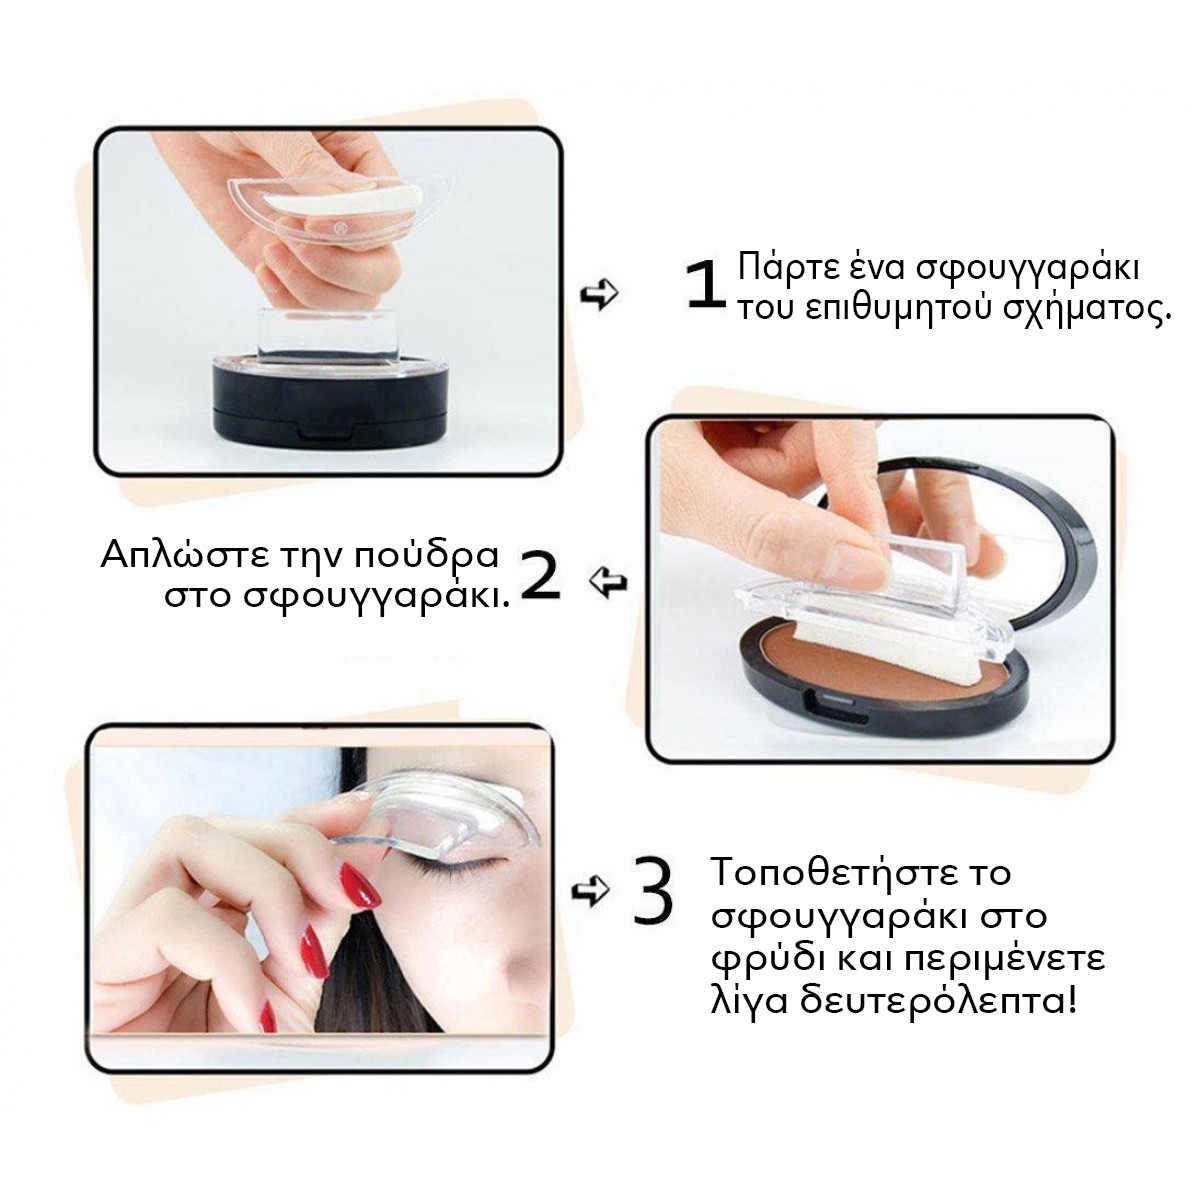 1 Πάρτε ένα σφουγγαράκι
του επιθυμητού σχήματος.
Απλώστε την πούδρα 2
στο σφουγγαράκι.
3 Τοποθετήστε το
σφουγγαράκι στο
φρύδι και περιμένετε
λίγα δευτερόλεπτα!